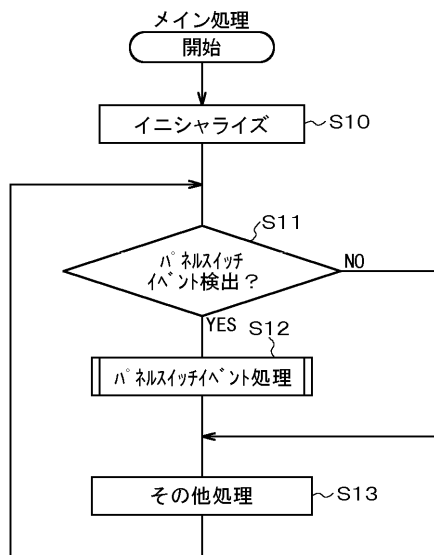 メイン処理
開始
イニシャライズ
S10
S11
パネルスイッチ
イベント検出？
NO
YES
S12
パネルスイッチイベント処理
その他処理
S13